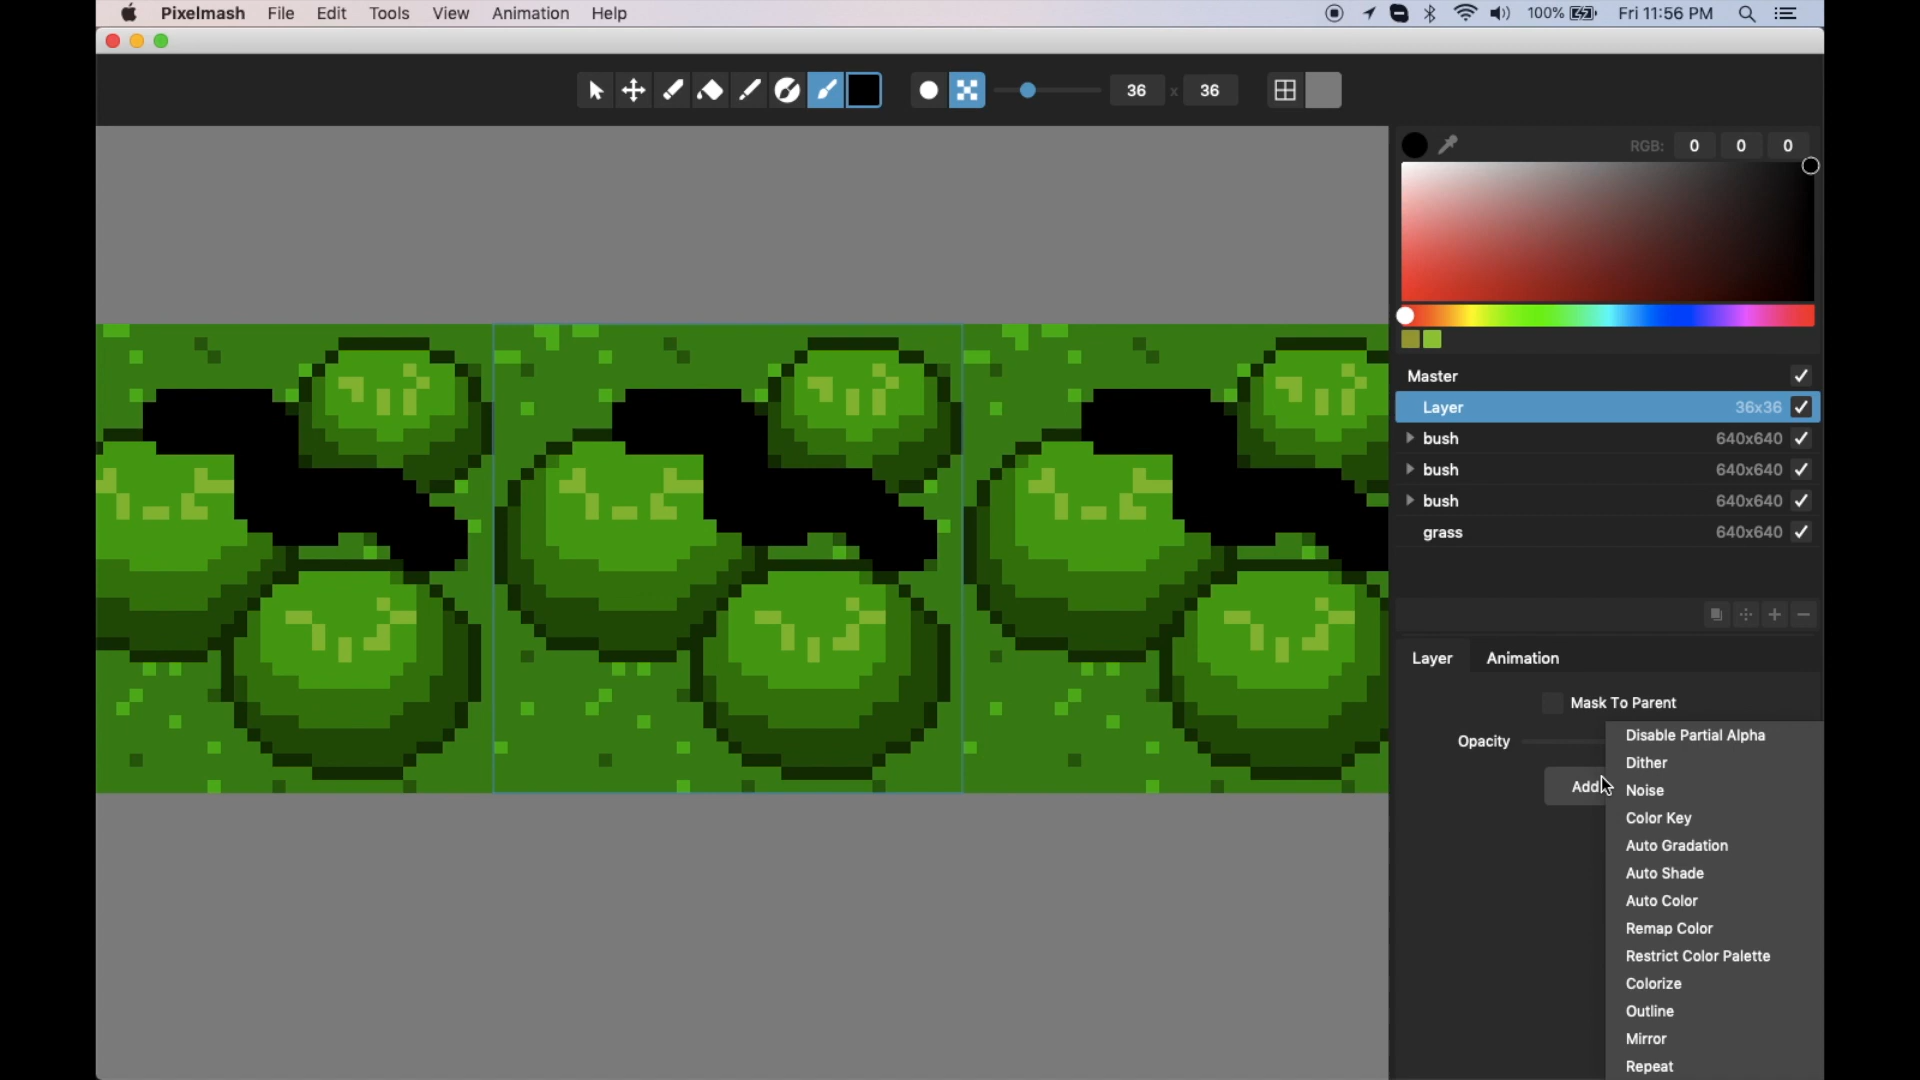 Pixelmash File Edit Tools View Animation Help 100% Fri 11:56 PM
36 x 36
RGB: 0 0 0
Master
Layer 36x36
bush 640x640
bush 640x640
bush 640x640
grass 640x640
Layer Animation
Mask To Parent
Opacity
Add
Disable Partial Alpha
Dither
Noise
Color Key
Auto Gradation
Auto Shade
Auto Color
Remap Color
Restrict Color Palette
Colorize
Outline
Mirror
Repeat